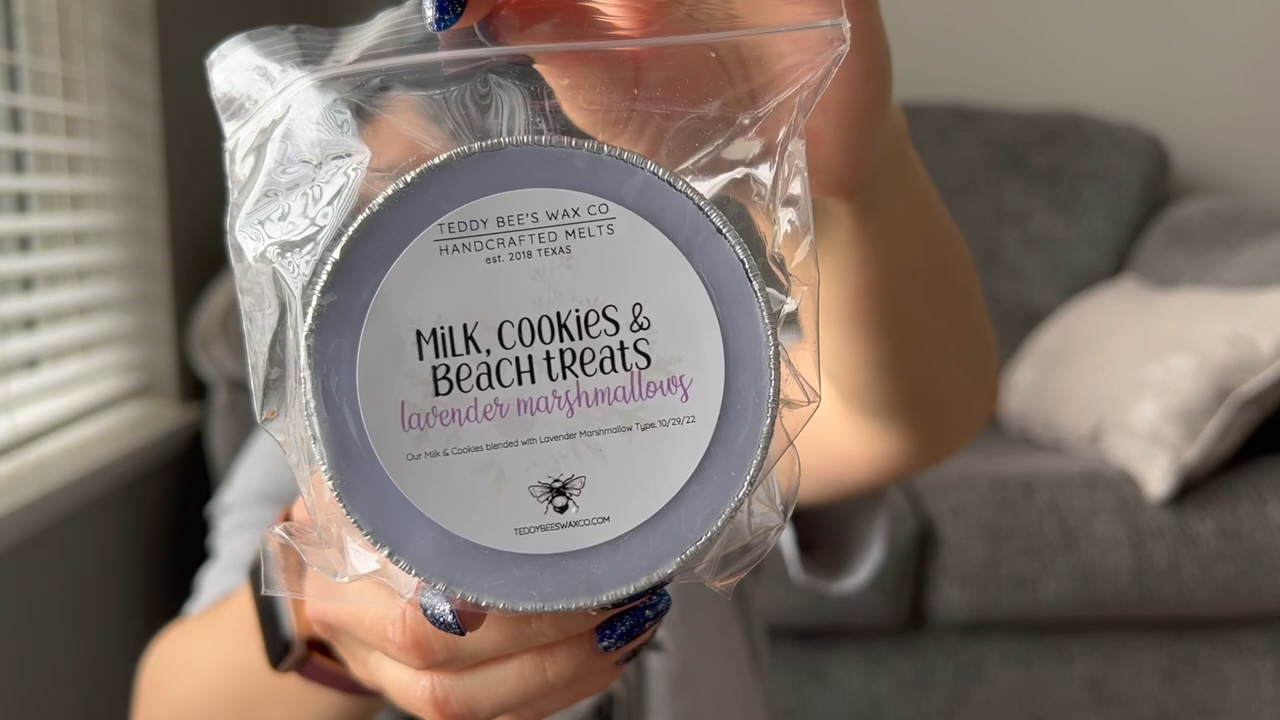 TEDDY BEE'S WAX CO
HANDCRAFTED MELTS
est. 2018 TEXAS
MiLK, COOKiES &
BEACH tREATS
lavender marshmallows
Our Milk & Cookies blended with Lavender Marshmallow Type. 10/29/22
TEDDYBEESWAXCO.COM